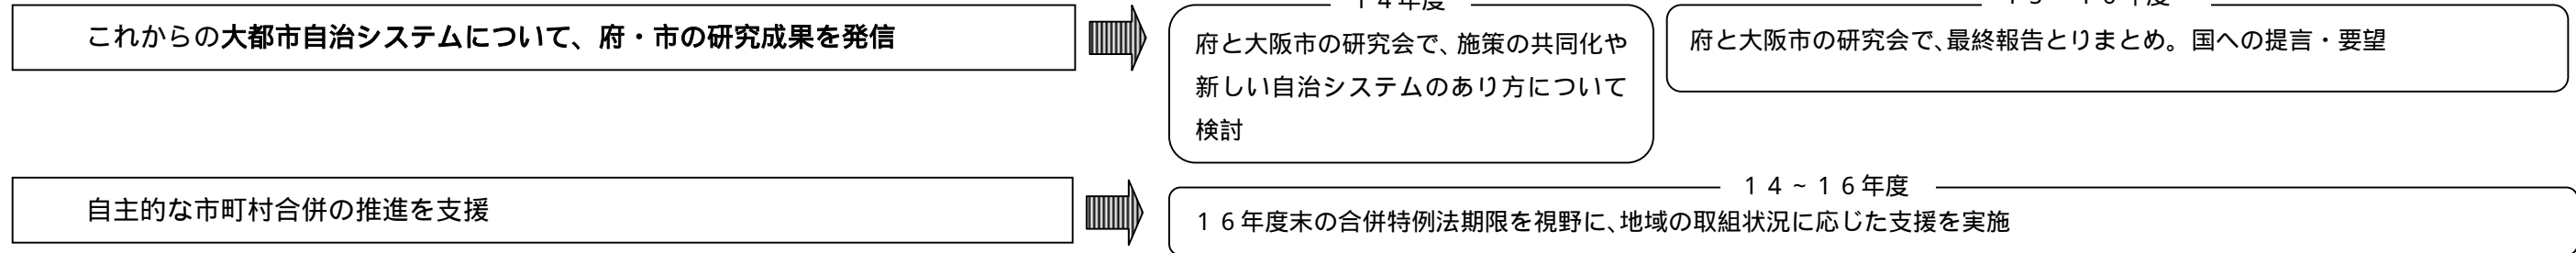 これからの大都市自治システムについて、府・市の研究成果を発信
14年度
府と大阪市の研究会で、施策の共同化や
新しい自治システムのあり方について
検討
府と大阪市の研究会で、最終報告とりまとめ。国への提言・要望
自主的な市町村合併の推進を支援
１４~１６年度
１６年度末の合併特例法期限を視野に、地域の取組状況に応じた支援を実施